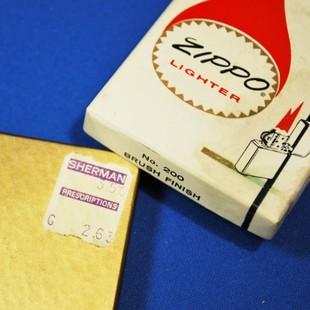 ZIPPO
LIGHTER
No. 200
BRUSH FINISH
SHERMAN
PRESCRIPTIONS
G 2.63